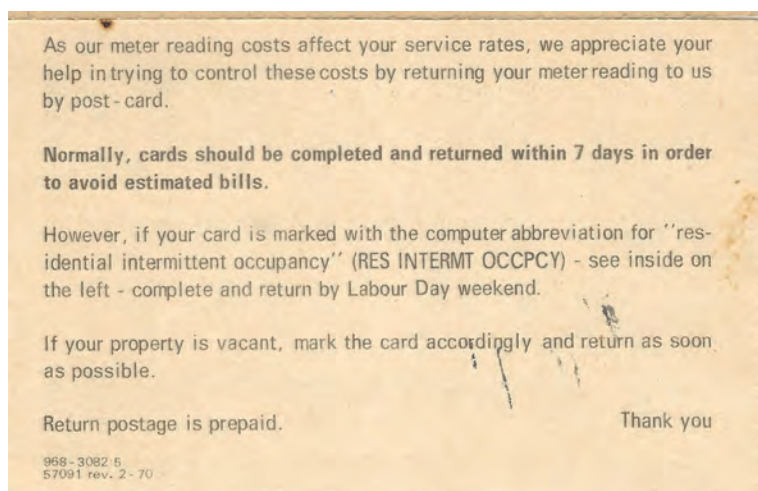 As our meter reading costs affect your service rates, we appreciate your
help in trying to control these costs by returning your meter reading to us
by post-card.
Normally, cards should be completed and returned within 7 days in order
to avoid estimated bills.
However, if your card is marked with the computer abbreviation for "res-
idential intermittent occupancy" (RES INTERMT OCCPCY) - see inside on
the left - complete and return by Labour Day weekend.
If your property is vacant, mark the card accordingly and return as soon
as possible.
Return postage is prepaid. Thank you
968-3082 5
57091 rev. 2-70